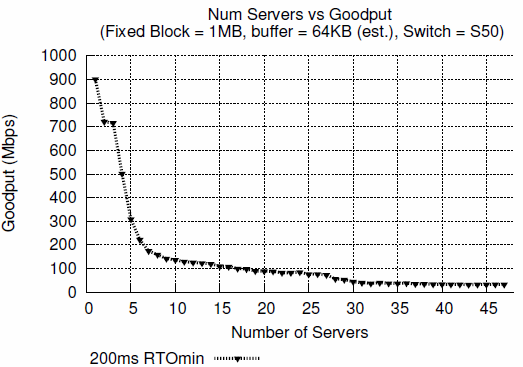 Num Servers vs Goodput
(Fixed Block = 1MB, buffer = 64KB (est.), Switch = S50)
Goodput (Mbps)
1000
900
800
700
600
500
400
300
200
100
0
0 5 10 15 20 25 30 35 40 45
Number of Servers
200ms RTOmin